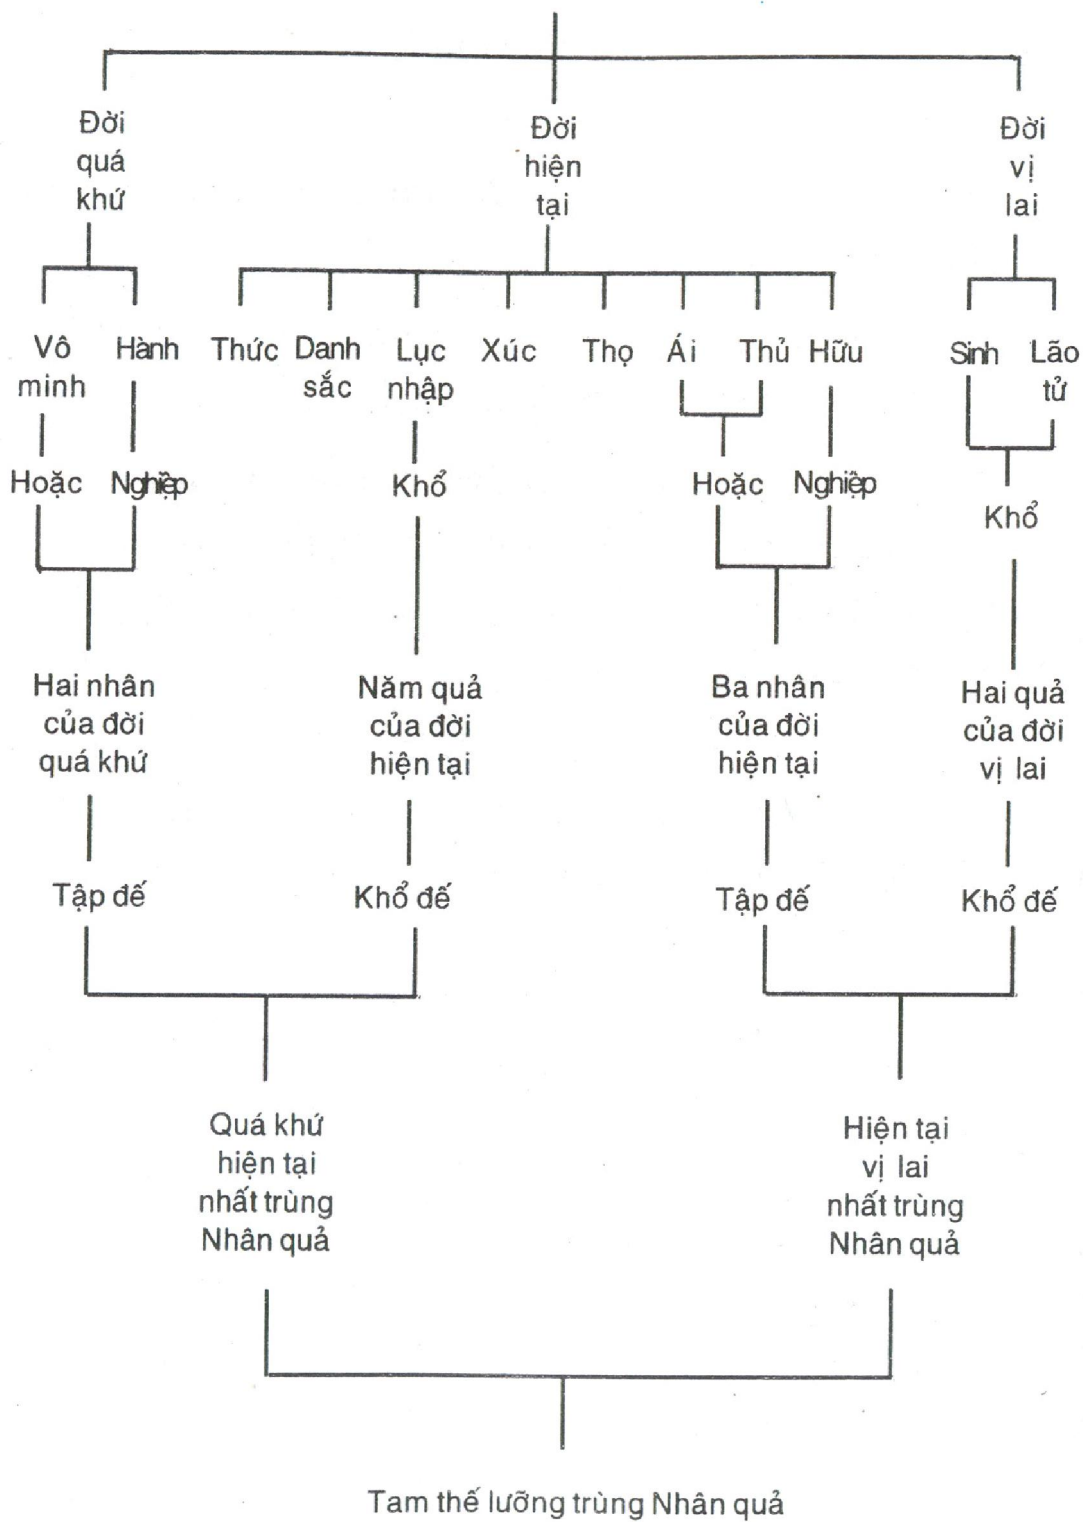 Đời
quá
khứ
Đời
hiện
tại
Đời
vị
lai
Vô
minh
Hành
Thức
Danh
sắc
Lục
nhập
Xúc
Thọ
Ái
Thủ
Hữu
Sinh
Lão
tử
Hoặc
Nghiệp
Khổ
Hoặc
Nghiệp
Khổ
Hai nhân
của đời
quá khứ
Năm quả
của đời
hiện tại
Ba nhân
của đời
hiện tại
Hai quả
của đời
vị lai
Tập đế
Khổ đế
Tập đế
Khổ đế
Quá khứ
hiện tại
nhất trùng
Nhân quả
Hiện tại
vị lai
nhất trùng
Nhân quả
Tam thế lưỡng trùng Nhân quả